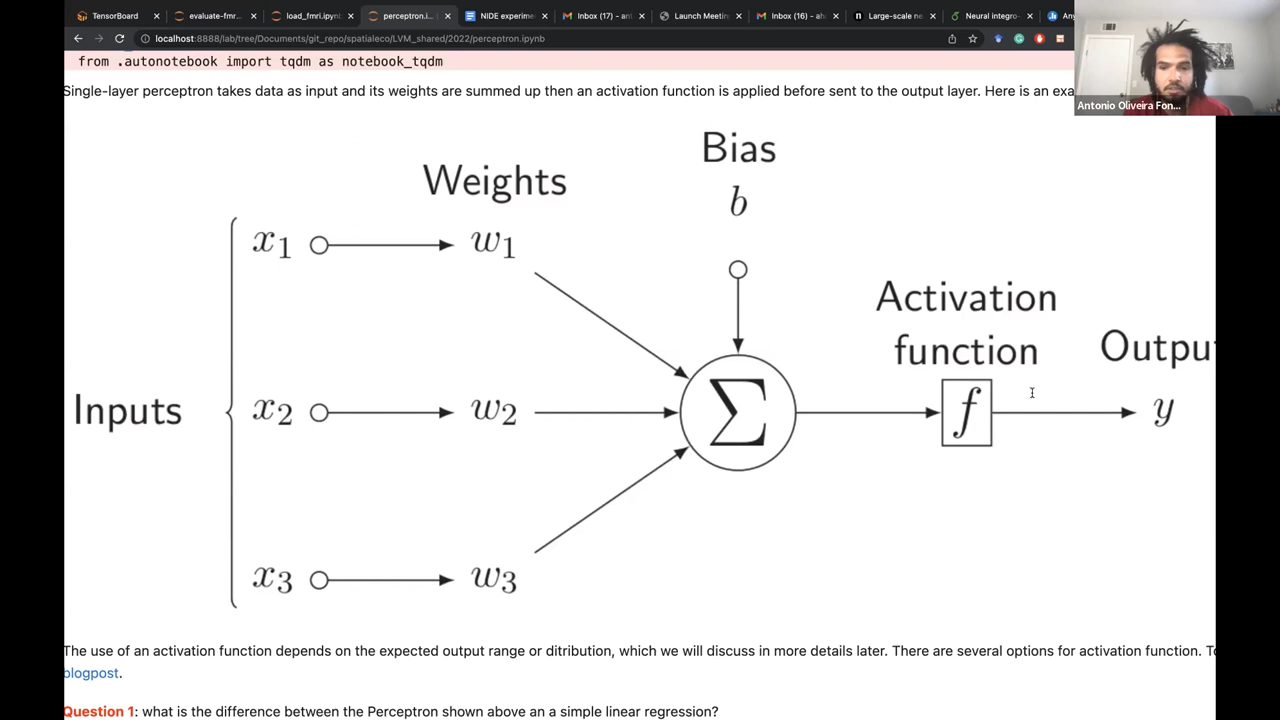 TensorBoard
evaluate-fmr...
load_fmri.ipynb
perceptron.i...
NIDE experime
Inbox (17) - an
Launch Meetin
Inbox (16) - a
Large-scale ne
Neural integro-
An
localhost:8888/lab/tree/Documents/git_repo/spatialeco/LVM_shared/2022/perceptron.ipynb
from .autonotebook import tqdm as notebook_tqdm
Antonio Oliveira Fon...
Single-layer perceptron takes data as input and its weights are summed up then an activation function is applied before sent to the output layer. Here is an exa
Bias
b
Weights
x1 w1
Activation
function
Output
Inputs
x2 w2 Σ f y
x3 w3
The use of an activation function depends on the expected output range or ditribution, which we will discuss in more details later. There are several options for activation function. To
blogpost.
Question 1: what is the difference between the Perceptron shown above an a simple linear regression?